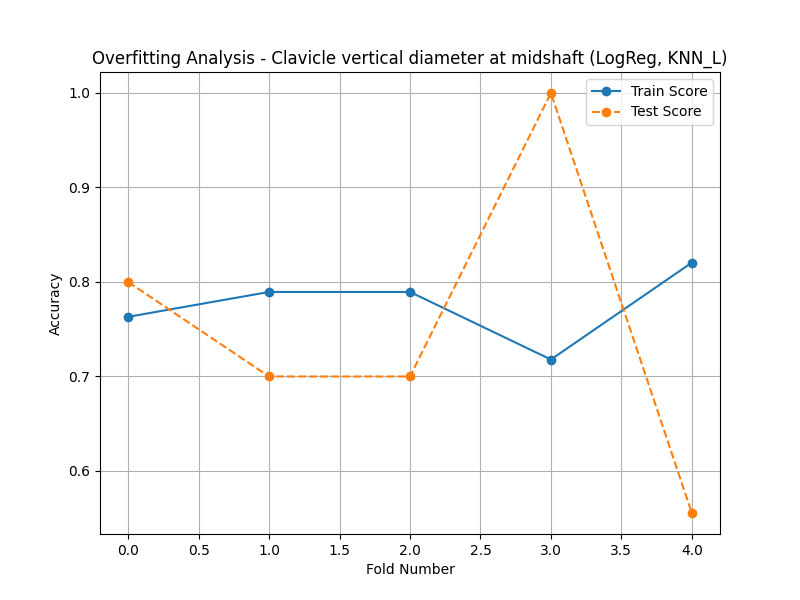 Overfitting Analysis - Clavicle vertical diameter at midshaft (LogReg, KNN_L)
Train Score
Test Score
Accuracy
1.0
0.9
0.8
0.7
0.6
0.0 0.5 1.0 1.5 2.0 2.5 3.0 3.5 4.0
Fold Number